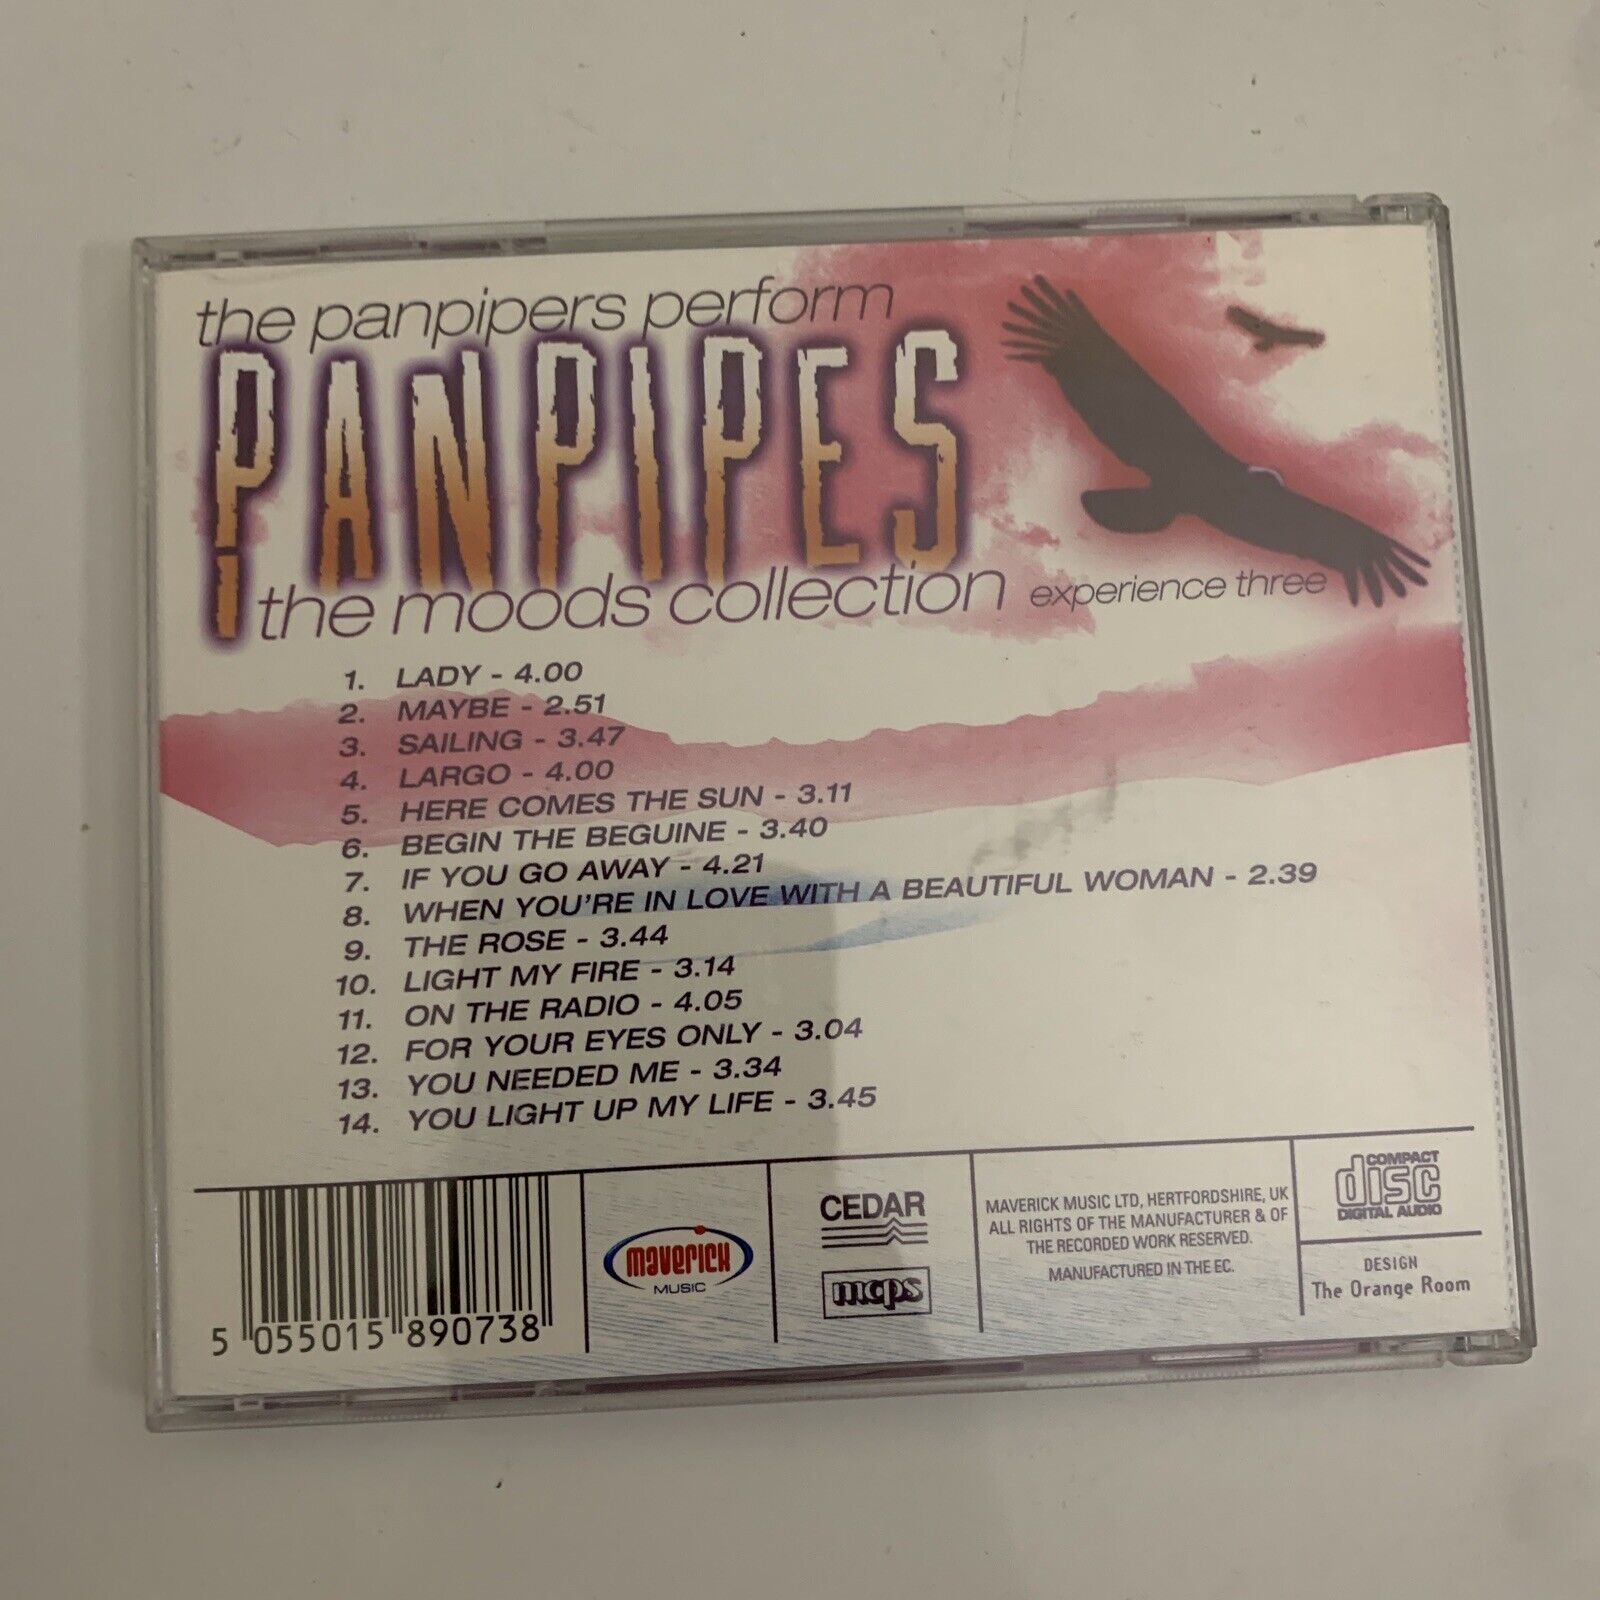 the panpipers perform
PANPIPES
the moods collection experience three
1. LADY - 4.00
2. MAYBE - 2.51
3. SAILING - 3.47
4. LARGO - 4.00
5. HERE COMES THE SUN - 3.11
6. BEGIN THE BEGUINE - 3.40
7. IF YOU GO AWAY - 4.21
8. WHEN YOU'RE IN LOVE WITH A BEAUTIFUL WOMAN - 2.39
9. THE ROSE - 3.44
10. LIGHT MY FIRE - 3.14
11. ON THE RADIO - 4.05
12. FOR YOUR EYES ONLY - 3.04
13. YOU NEEDED ME - 3.34
14. YOU LIGHT UP MY LIFE - 3.45
5 055015 890738
maverick
MUSIC
CEDAR
mcps
MAVERICK MUSIC LTD, HERTFORDSHIRE, UK
ALL RIGHTS OF THE MANUFACTURER & OF
THE RECORDED WORK RESERVED.
MANUFACTURED IN THE EC.
COMPACT
disc
DIGITAL AUDIO
DESIGN
The Orange Room